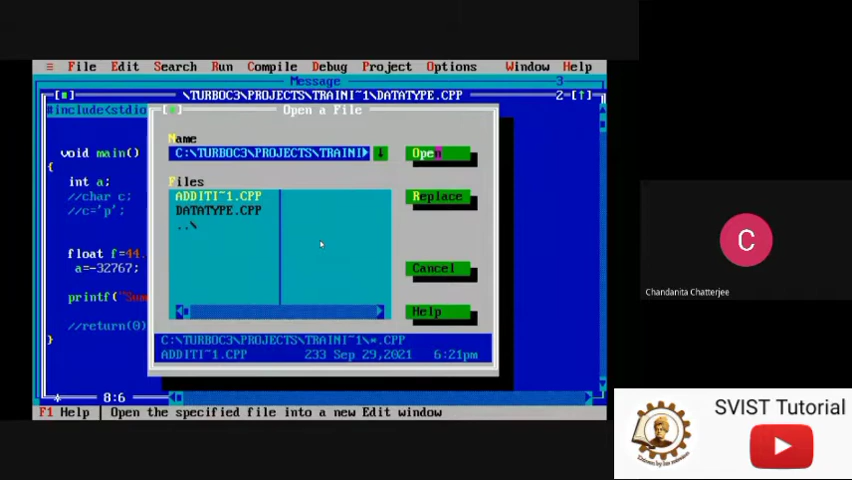 ≡ File Edit Search Run Compile Debug Project Options Window Help
Message 3
[■] \TURBOC3\PROJECTS\TRAINI~1\DATATYPE.CPP 2=[↑]
#include<stdio
void main()
{
int a;
//char c;
//c='p';
float f=44.
a=-32767;
printf("Sum
//return(0)
}
8:6
Open a File
Name
C:\TURBOC3\PROJECTS\TRAINI
Files
ADDITI~1.CPP
DATATYPE.CPP
..\
Open
Replace
Cancel
Help
C:\TURBOC3\PROJECTS\TRAINI~1\*.CPP
ADDITI~1.CPP 233 Sep 29,2021 6:21pm
F1 Help | Open the specified file into a new Edit window
C
Chandanita Chatterjee
SVIST Tutorial